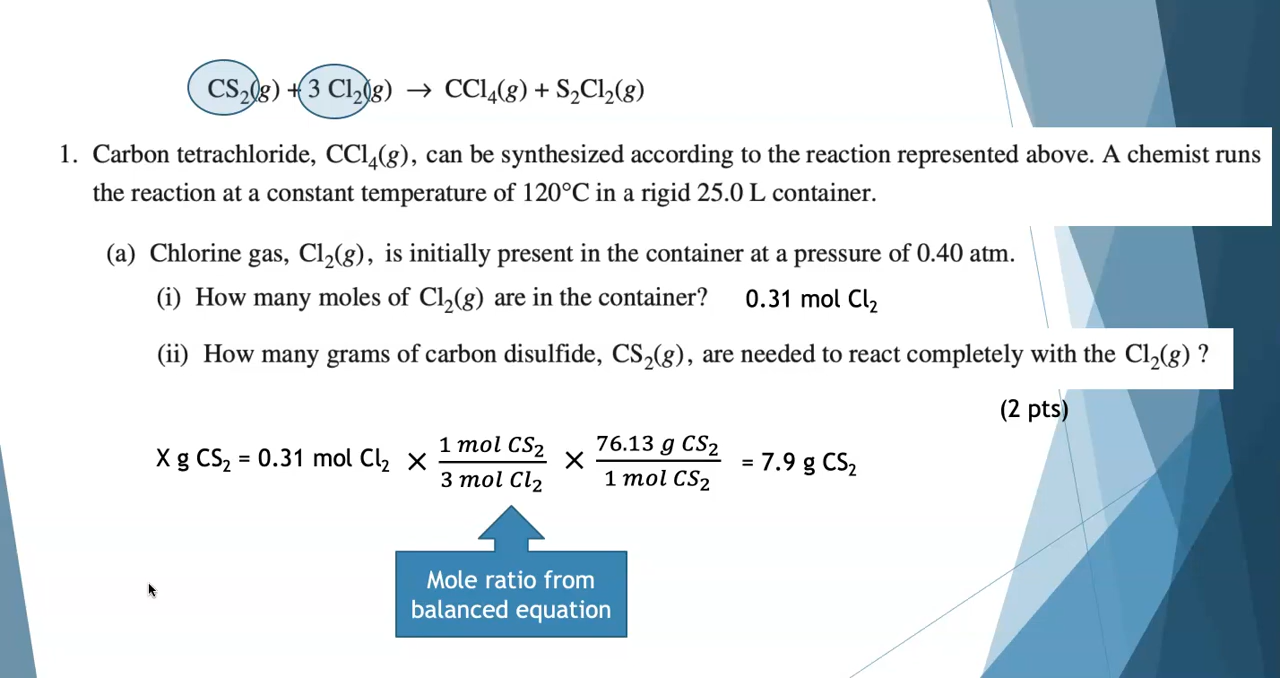 CS₂(g) + 3 Cl₂(g) → CCl₄(g) + S₂Cl₂(g)
1. Carbon tetrachloride, CCl₄(g), can be synthesized according to the reaction represented above. A chemist runs
the reaction at a constant temperature of 120°C in a rigid 25.0 L container.
(a) Chlorine gas, Cl₂(g), is initially present in the container at a pressure of 0.40 atm.
(i) How many moles of Cl₂(g) are in the container? 0.31 mol Cl₂
(ii) How many grams of carbon disulfide, CS₂(g), are needed to react completely with the Cl₂(g) ?
(2 pts)
X g CS₂ = 0.31 mol Cl₂ × 1 mol CS₂ / 3 mol Cl₂ × 76.13 g CS₂ / 1 mol CS₂ = 7.9 g CS₂
Mole ratio from
balanced equation